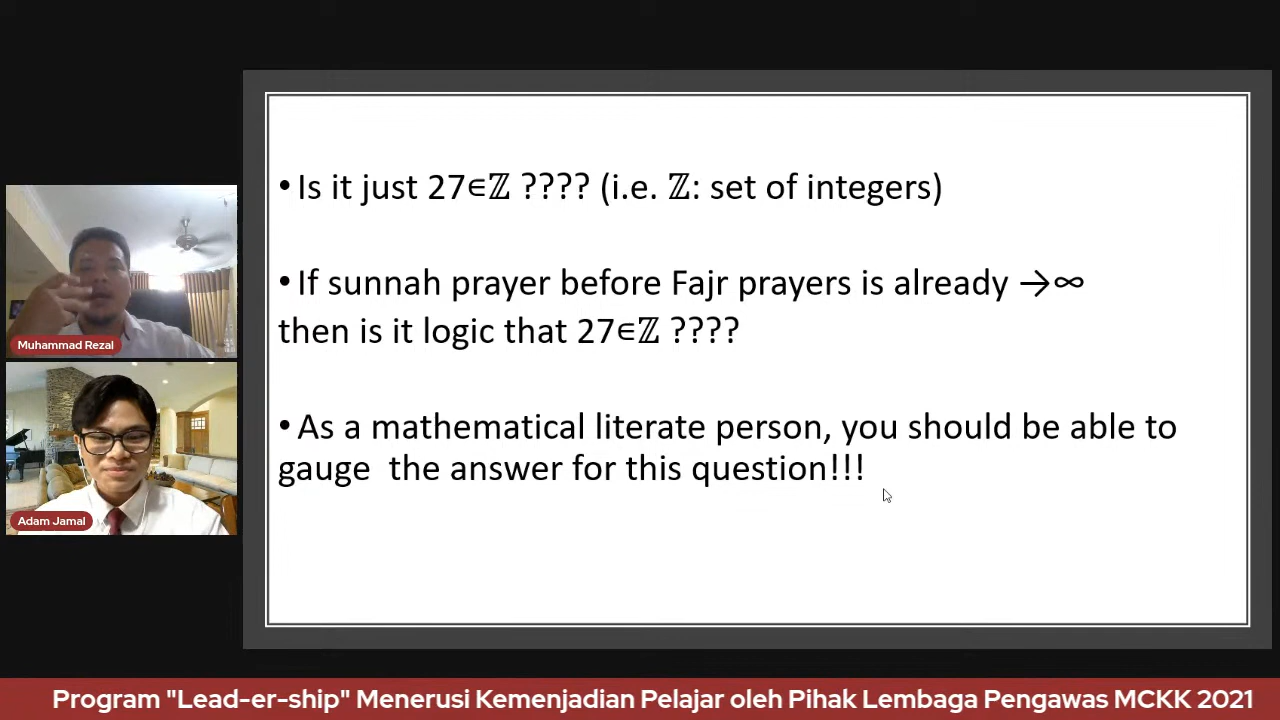 • Is it just 27∈ℤ ???? (i.e. ℤ: set of integers)
• If sunnah prayer before Fajr prayers is already →∞
then is it logic that 27∈ℤ ????
• As a mathematical literate person, you should be able to
gauge  the answer for this question!!!
Muhammad Rezal
Adam Jamal
Program "Lead-er-ship" Menerusi Kemenjadian Pelajar oleh Pihak Lembaga Pengawas MCKK 2021